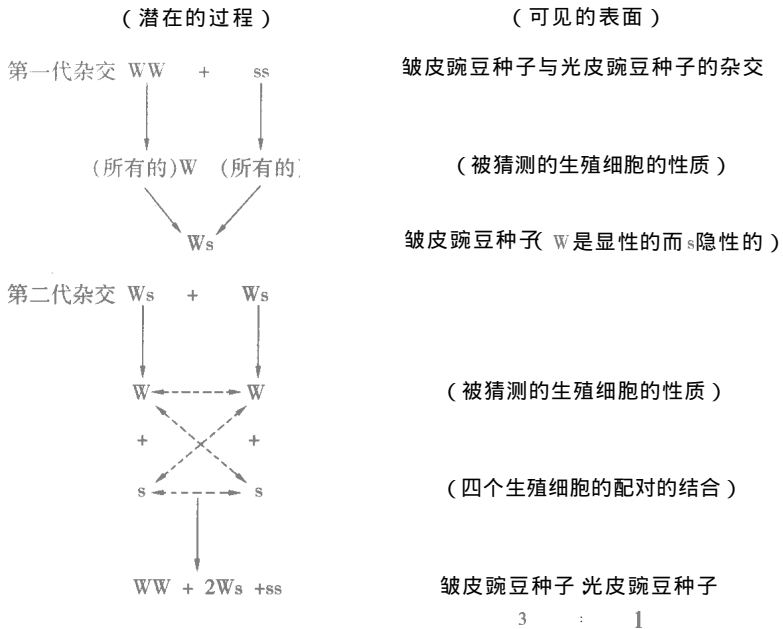 （潜在的过程） （可见的表面）
第一代杂交 WW + ss 皱皮豌豆种子与光皮豌豆种子的杂交
(所有的)W (所有的) （被猜测的生殖细胞的性质）
Ws 皱皮豌豆种子（W是显性的而s隐性的）
第二代杂交 Ws + Ws
W W （被猜测的生殖细胞的性质）
+ +
s s （四个生殖细胞的配对的结合）
WW + 2Ws +ss 皱皮豌豆种子:光皮豌豆种子
3 : 1